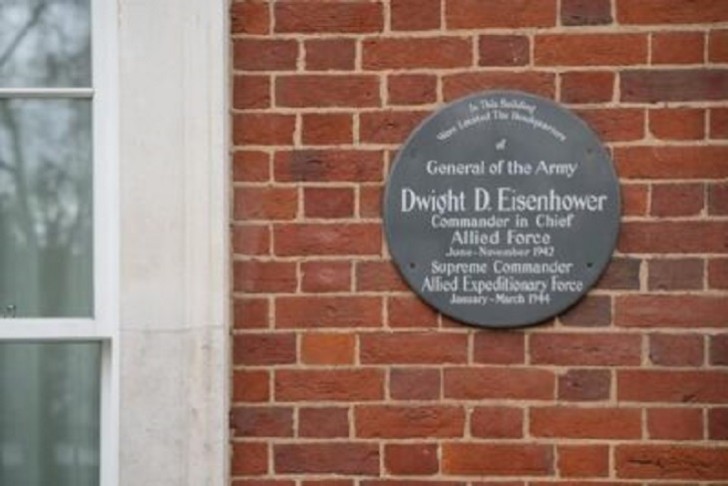 In This Building
Were Located The Headquarters
of
General of the Army
Dwight D. Eisenhower
Commander in Chief
Allied Force
June - November 1942
Supreme Commander
Allied Expeditionary Force
January - March 1944